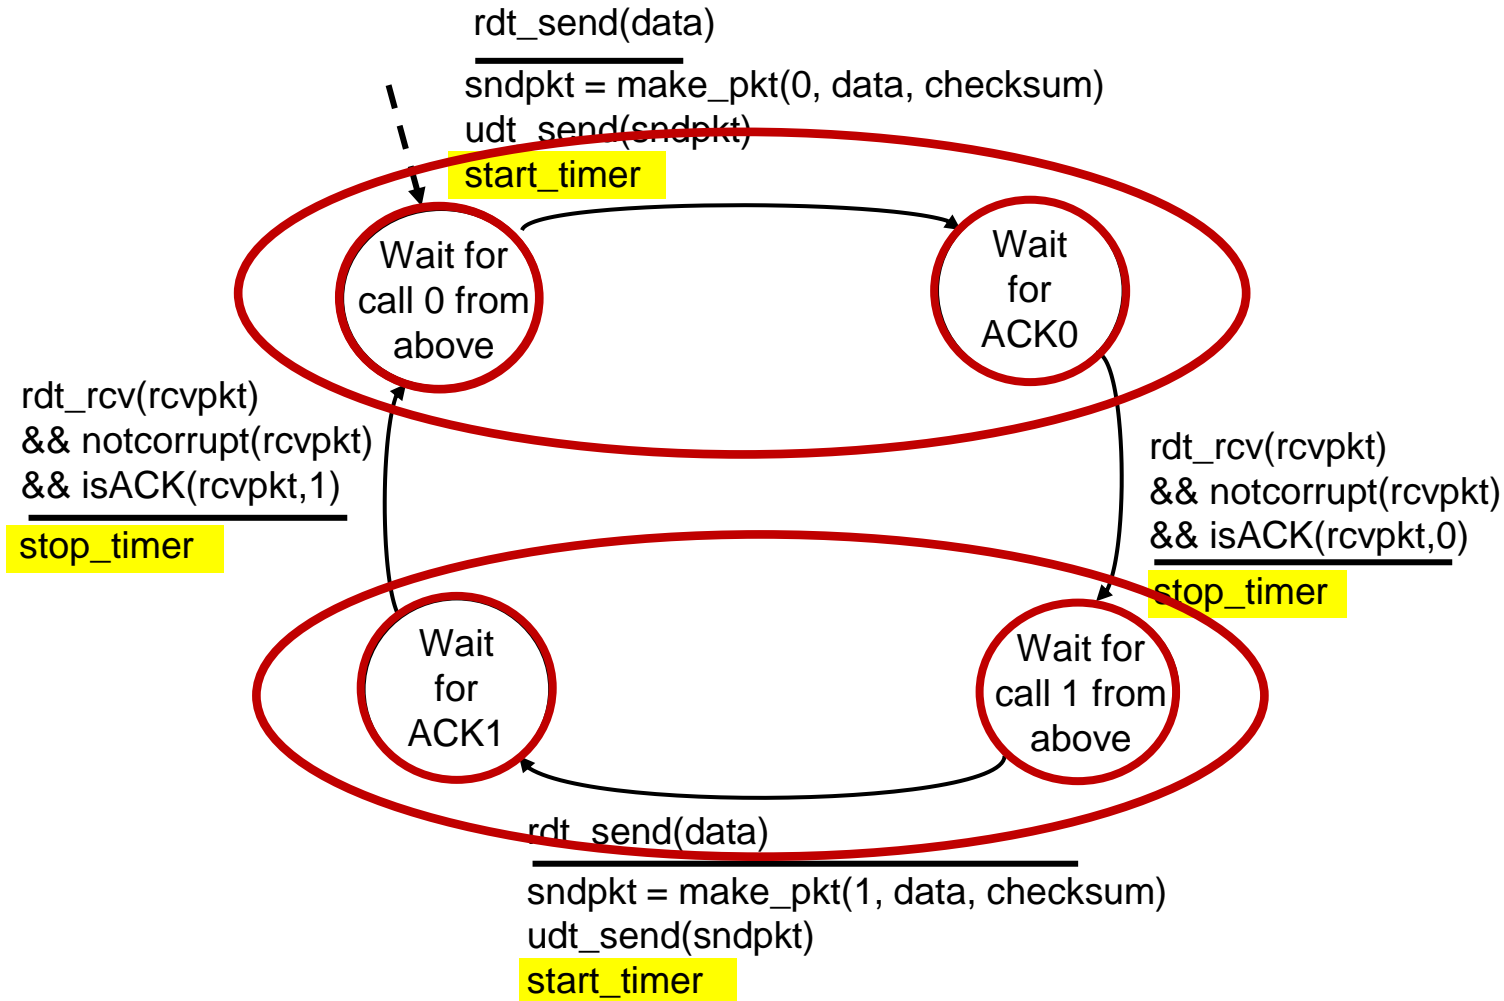 rdt_send(data)
sndpkt = make_pkt(0, data, checksum)
udt_send(sndpkt)
start_timer
Wait for
call 0 from
above
Wait
for
ACK0
rdt_rcv(rcvpkt)
&& notcorrupt(rcvpkt)
&& isACK(rcvpkt,1)
stop_timer
rdt_rcv(rcvpkt)
&& notcorrupt(rcvpkt)
&& isACK(rcvpkt,0)
stop_timer
Wait
for
ACK1
Wait for
call 1 from
above
rdt_send(data)
sndpkt = make_pkt(1, data, checksum)
udt_send(sndpkt)
start_timer